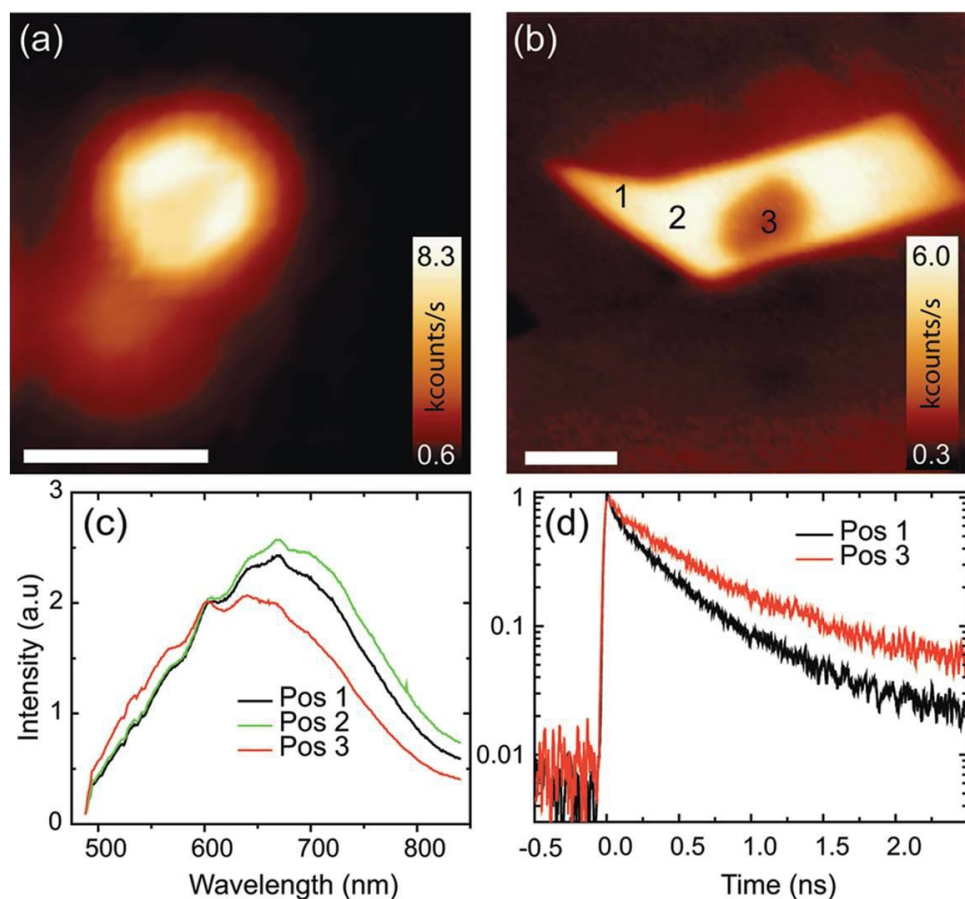 (a)
8.3
kcounts/s
0.6
(b)
1
2
3
6.0
kcounts/s
0.3
(c)
3
2
1
0
Intensity (a.u)
Pos 1
Pos 2
Pos 3
500 600 700 800
Wavelength (nm)
(d)
1
0.1
0.01
Pos 1
Pos 3
-0.5 0.0 0.5 1.0 1.5 2.0
Time (ns)